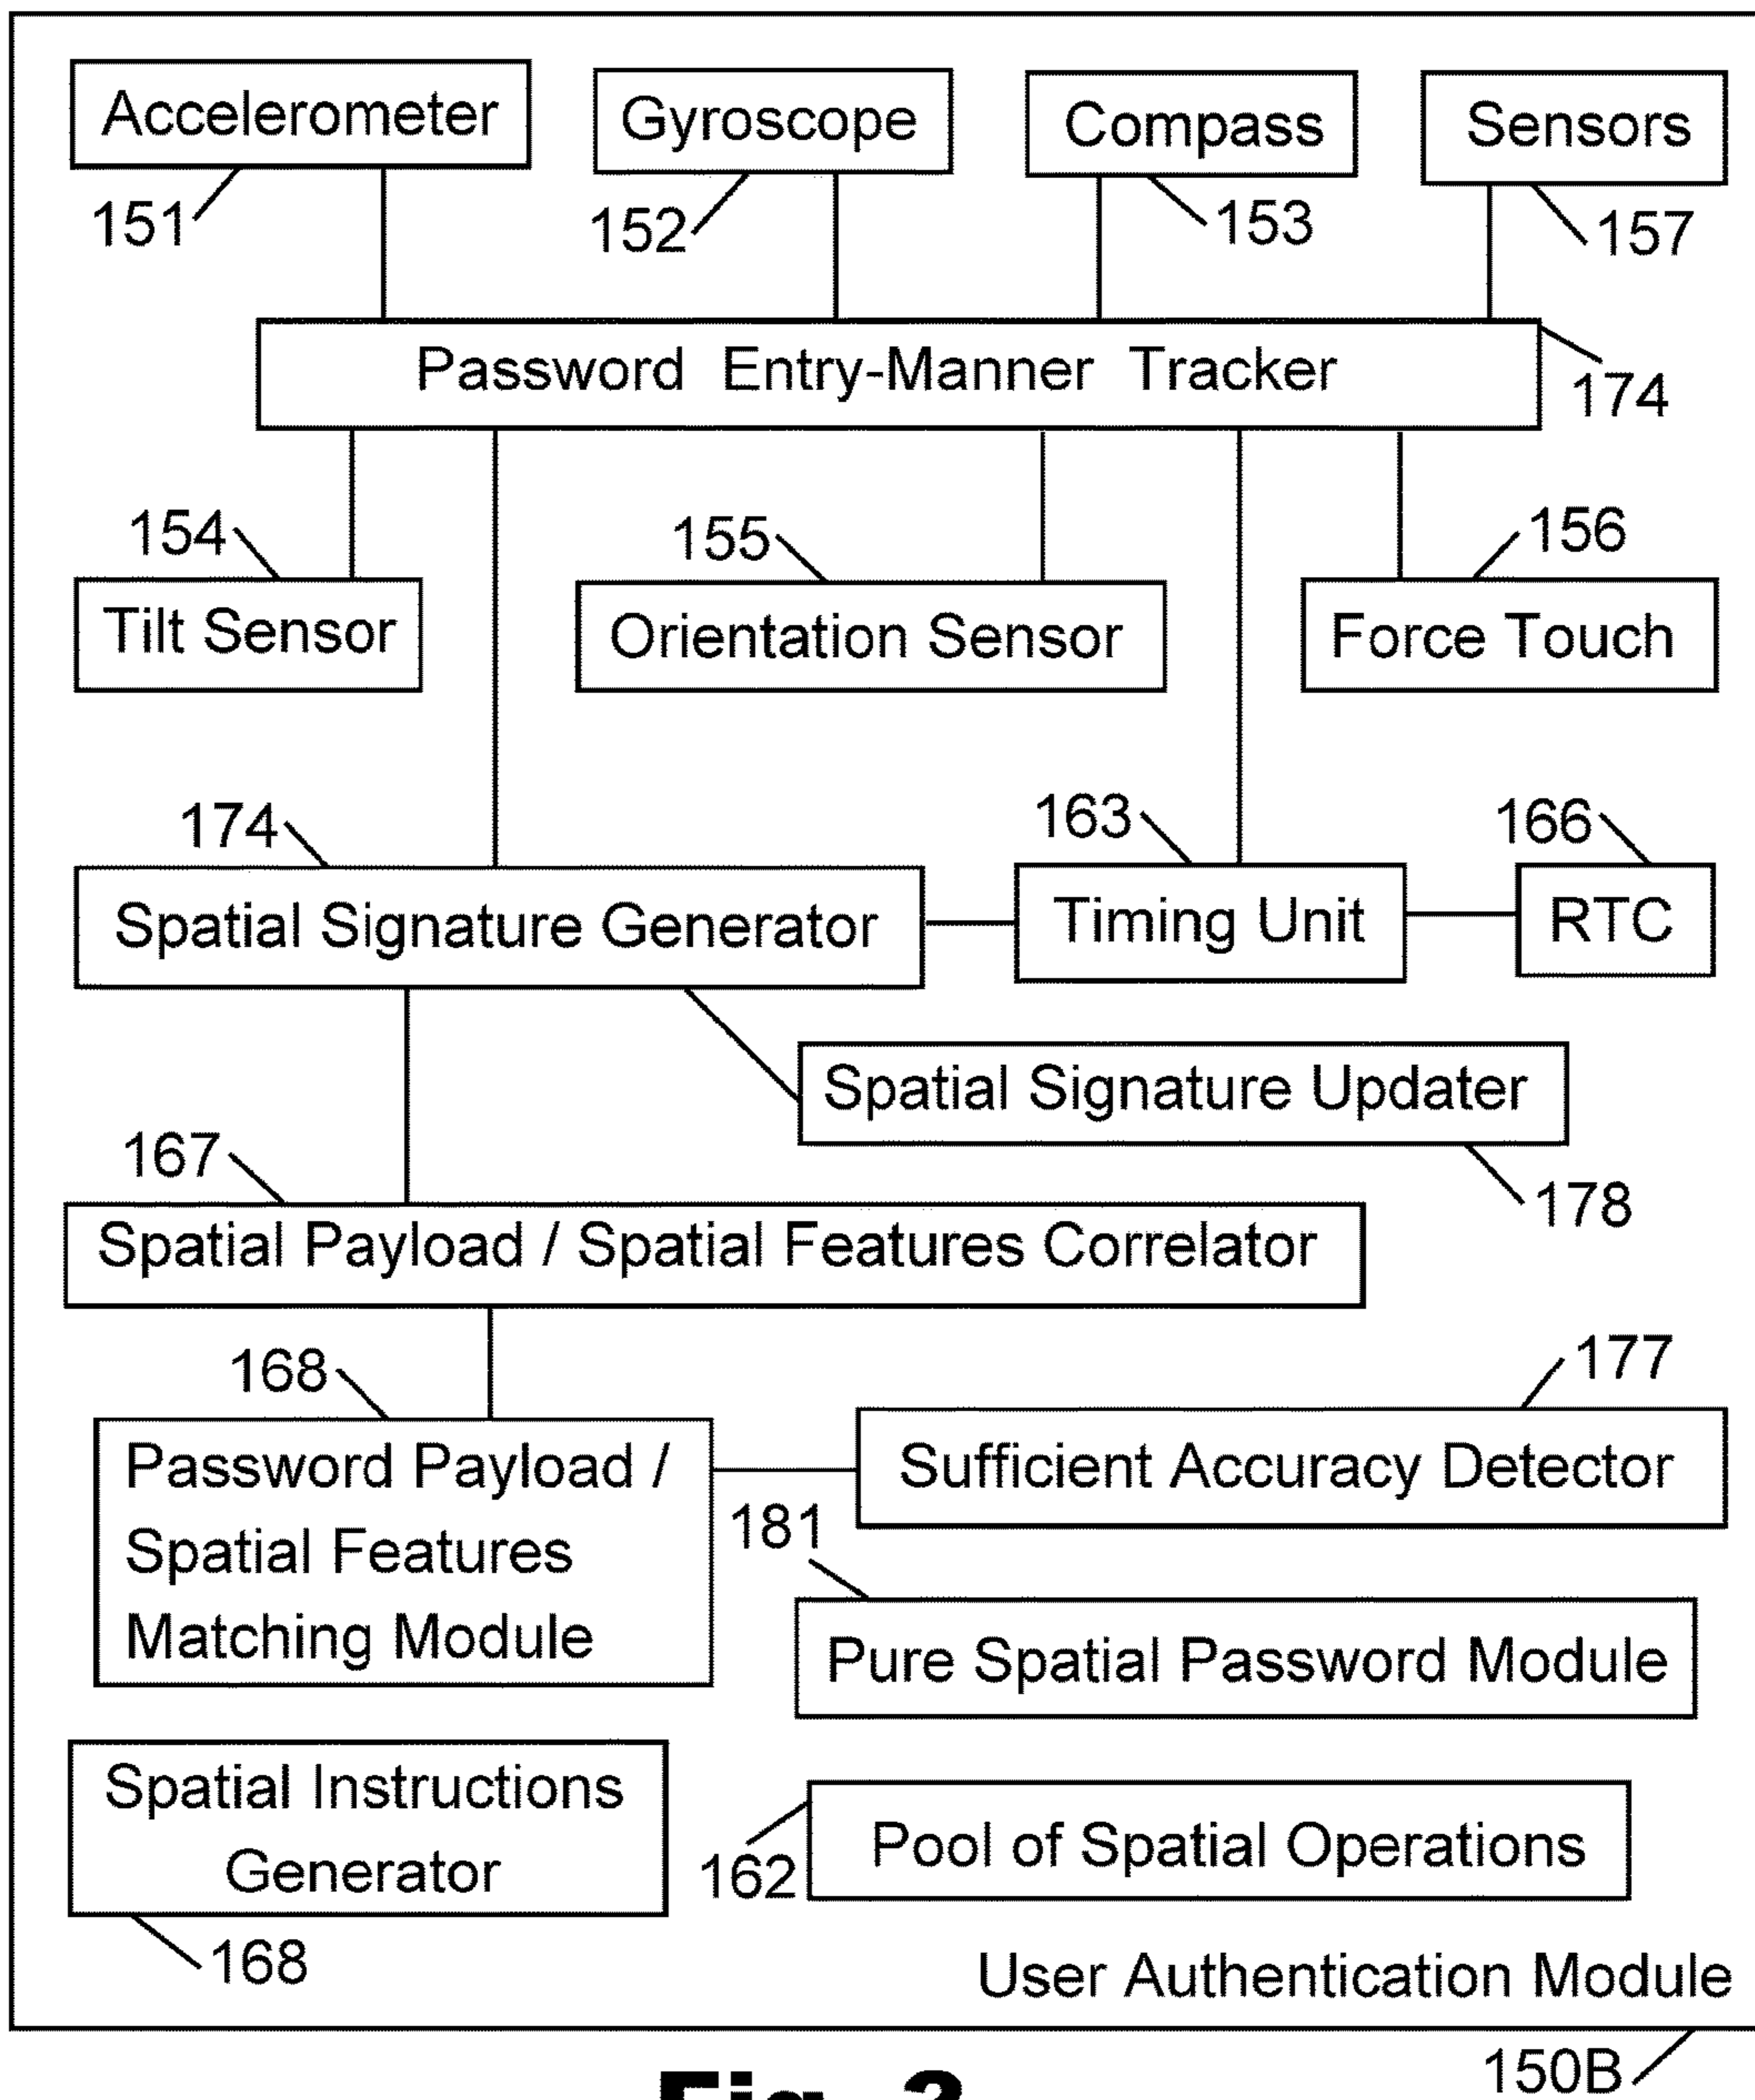 Accelerometer
Gyroscope
Compass
Sensors
151
152
153
157
Password Entry-Manner Tracker
174
154
155
156
Tilt Sensor
Orientation Sensor
Force Touch
174
163
166
Spatial Signature Generator
Timing Unit
RTC
Spatial Signature Updater
178
167
Spatial Payload / Spatial Features Correlator
168
177
Password Payload /
Spatial Features
Matching Module
Sufficient Accuracy Detector
181
Pure Spatial Password Module
Spatial Instructions
Generator
168
162
Pool of Spatial Operations
User Authentication Module
150B